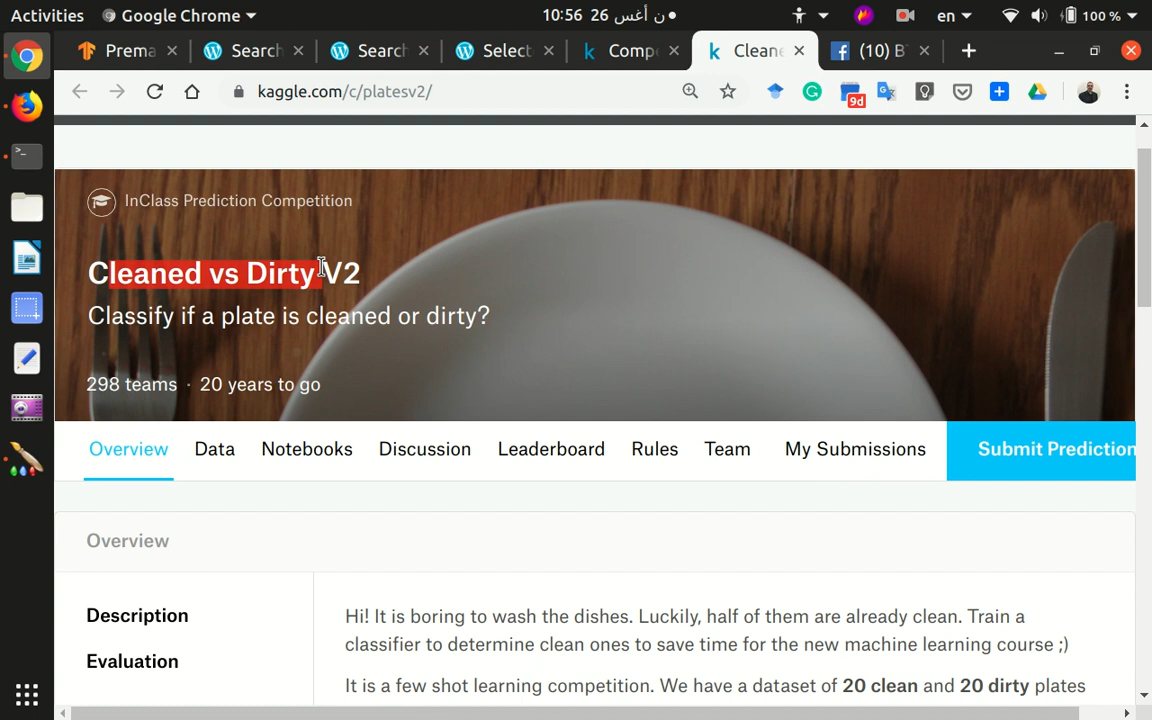 Activities Google Chrome 10:56 26 أغس ن en 100 %
Prema Search Search Select Comp Cleane (10) B
kaggle.com/c/platesv2/
9d
InClass Prediction Competition
Cleaned vs Dirty V2
Classify if a plate is cleaned or dirty?
298 teams · 20 years to go
Overview Data Notebooks Discussion Leaderboard Rules Team My Submissions Submit Prediction
Overview
Description
Evaluation
Hi! It is boring to wash the dishes. Luckily, half of them are already clean. Train a
classifier to determine clean ones to save time for the new machine learning course ;)
It is a few shot learning competition. We have a dataset of 20 clean and 20 dirty plates